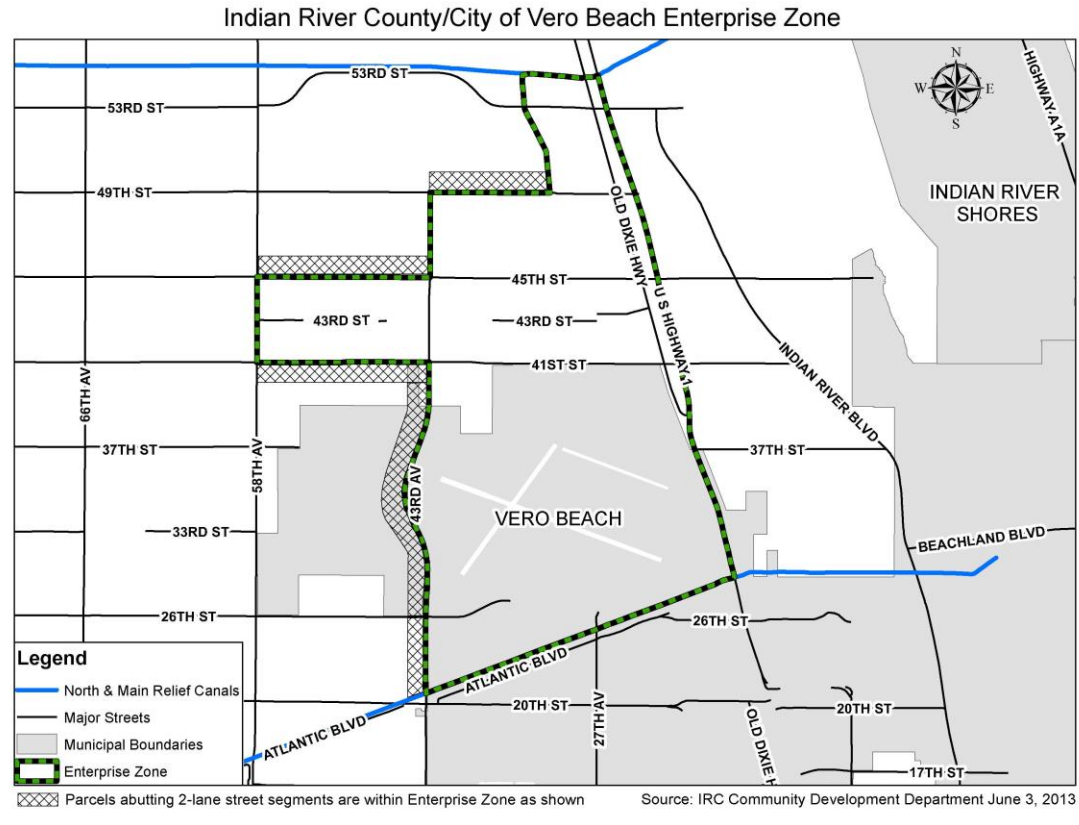 Indian River County/City of Vero Beach Enterprise Zone
N
W E
S
53RD ST
53RD ST
HIGHWAY A1A
49TH ST
OLD DIXIE HWY
INDIAN RIVER
SHORES
45TH ST
U S HIGHWAY 1
43RD ST
43RD ST
41ST ST
INDIAN RIVER BLVD
66TH AV
37TH ST
58TH AV
43RD AV
37TH ST
33RD ST
VERO BEACH
BEACHLAND BLVD
26TH ST
26TH ST
ATLANTIC BLVD
27TH AV
20TH ST
OLD DIXIE H
20TH ST
ATLANTIC BLVD
17TH ST
Legend
North & Main Relief Canals
Major Streets
Municipal Boundaries
Enterprise Zone
Parcels abutting 2-lane street segments are within Enterprise Zone as shown
Source: IRC Community Development Department June 3, 2013